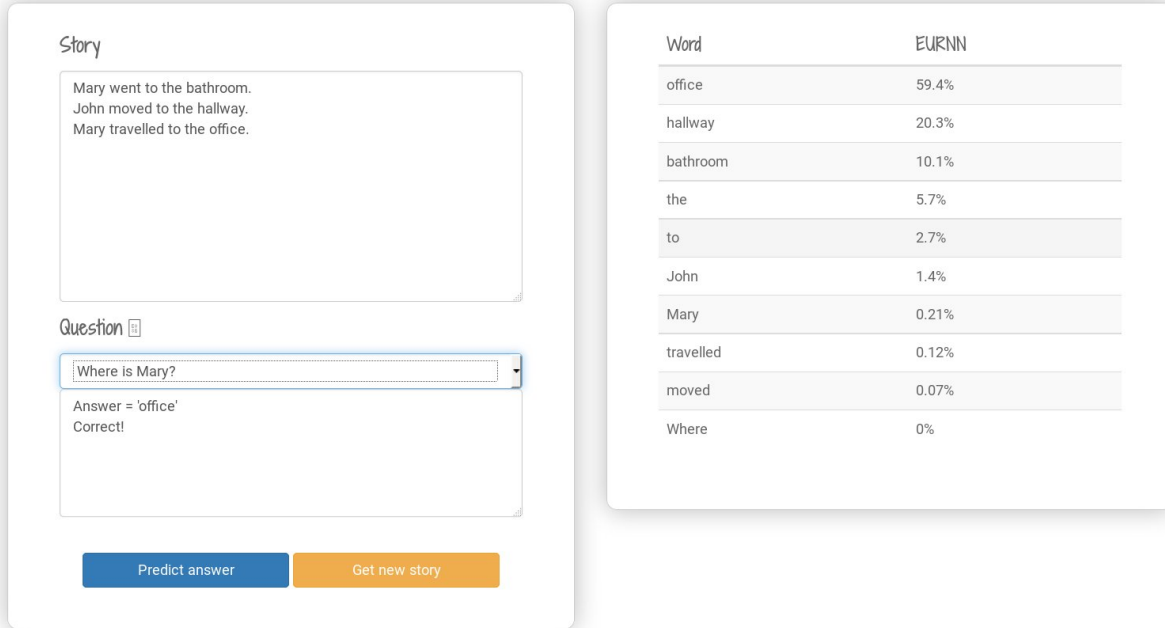 Story
Mary went to the bathroom.
John moved to the hallway.
Mary travelled to the office.
Question
Where is Mary?
Answer = 'office'
Correct!
Predict answer
Get new story
Word EURNN
office 59.4%
hallway 20.3%
bathroom 10.1%
the 5.7%
to 2.7%
John 1.4%
Mary 0.21%
travelled 0.12%
moved 0.07%
Where 0%